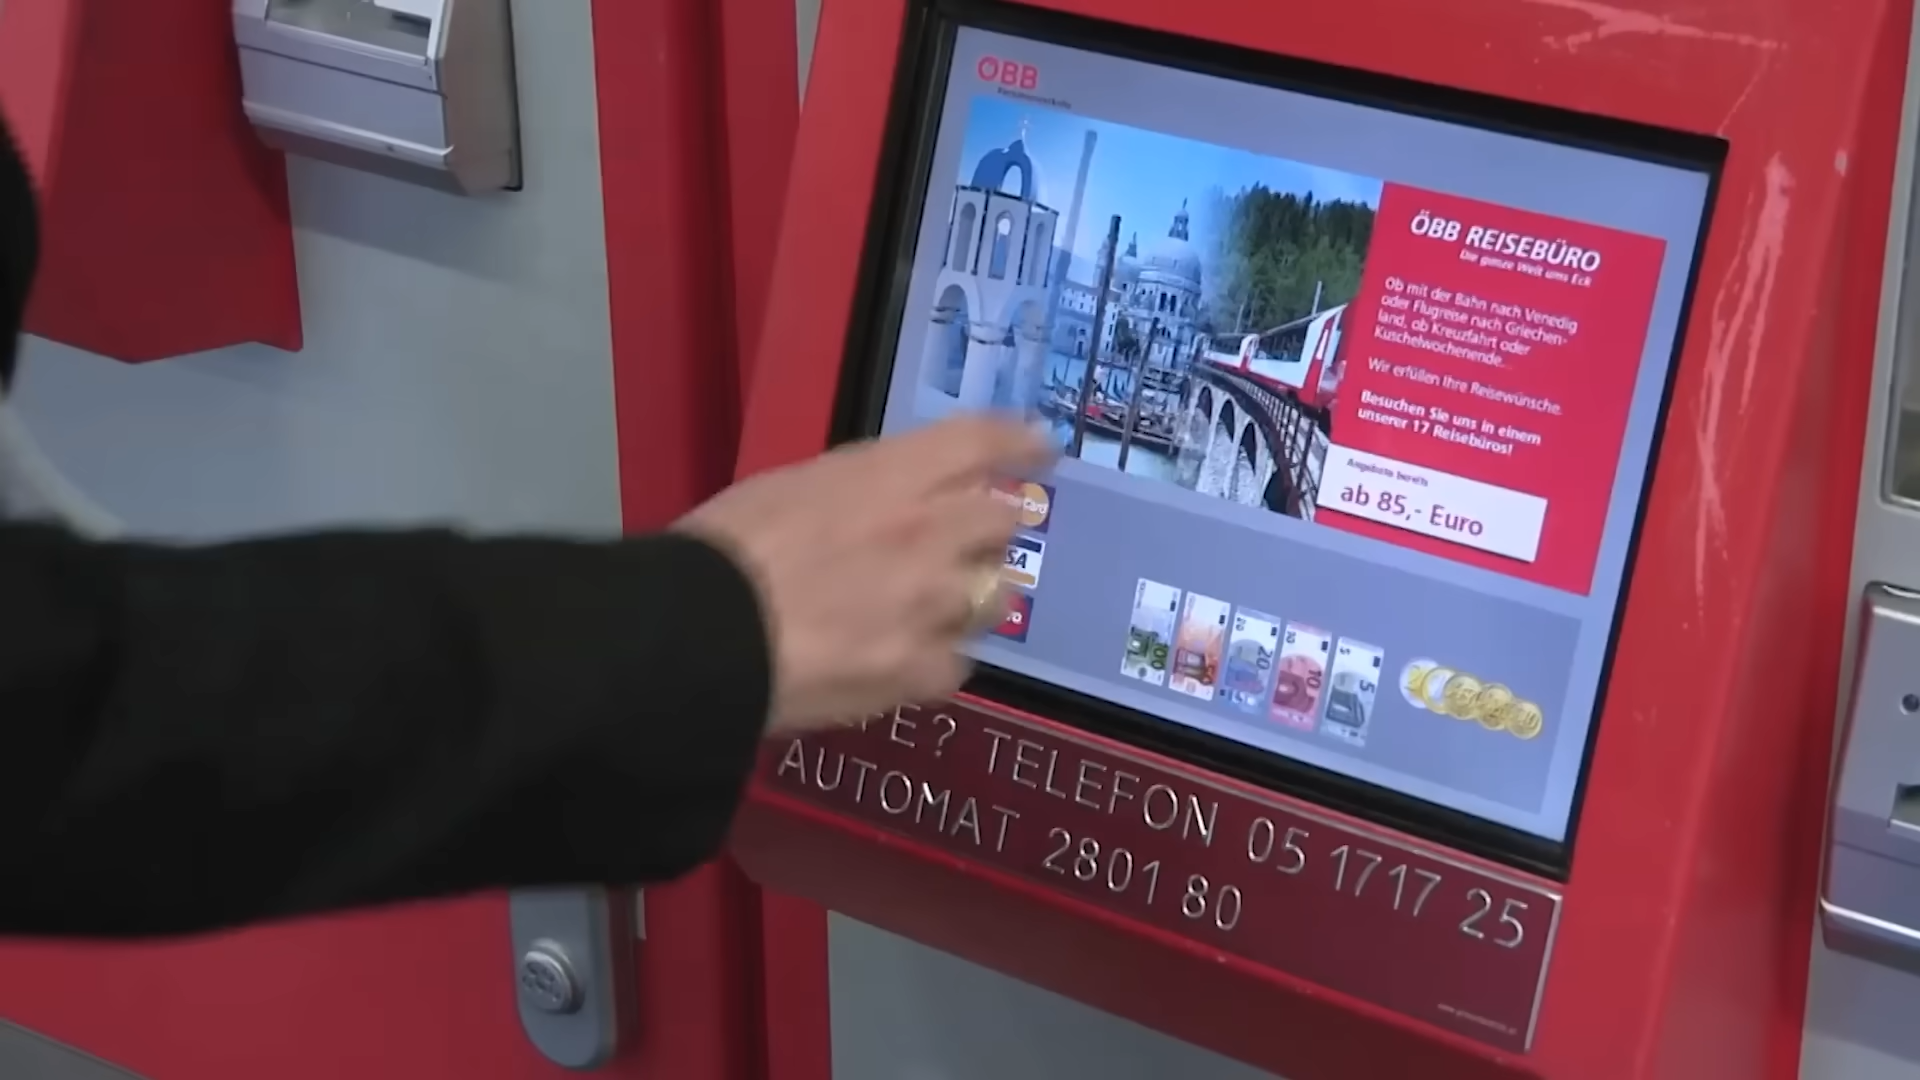 ÖBB
ÖBB REISEBÜRO
Die ganze Welt ums Eck
Ob mit der Bahn nach Venedig
oder Flugreise nach Griechen-
land, ob Kreuzfahrt oder
Kuschelwochenende...
Wir erfüllen Ihre Reisewünsche.
Besuchen Sie uns in einem
unserer 17 Reisebüros!
Angebote bereits
ab 85,- Euro
TELEFON 05 1717 25
AUTOMAT 2801 80